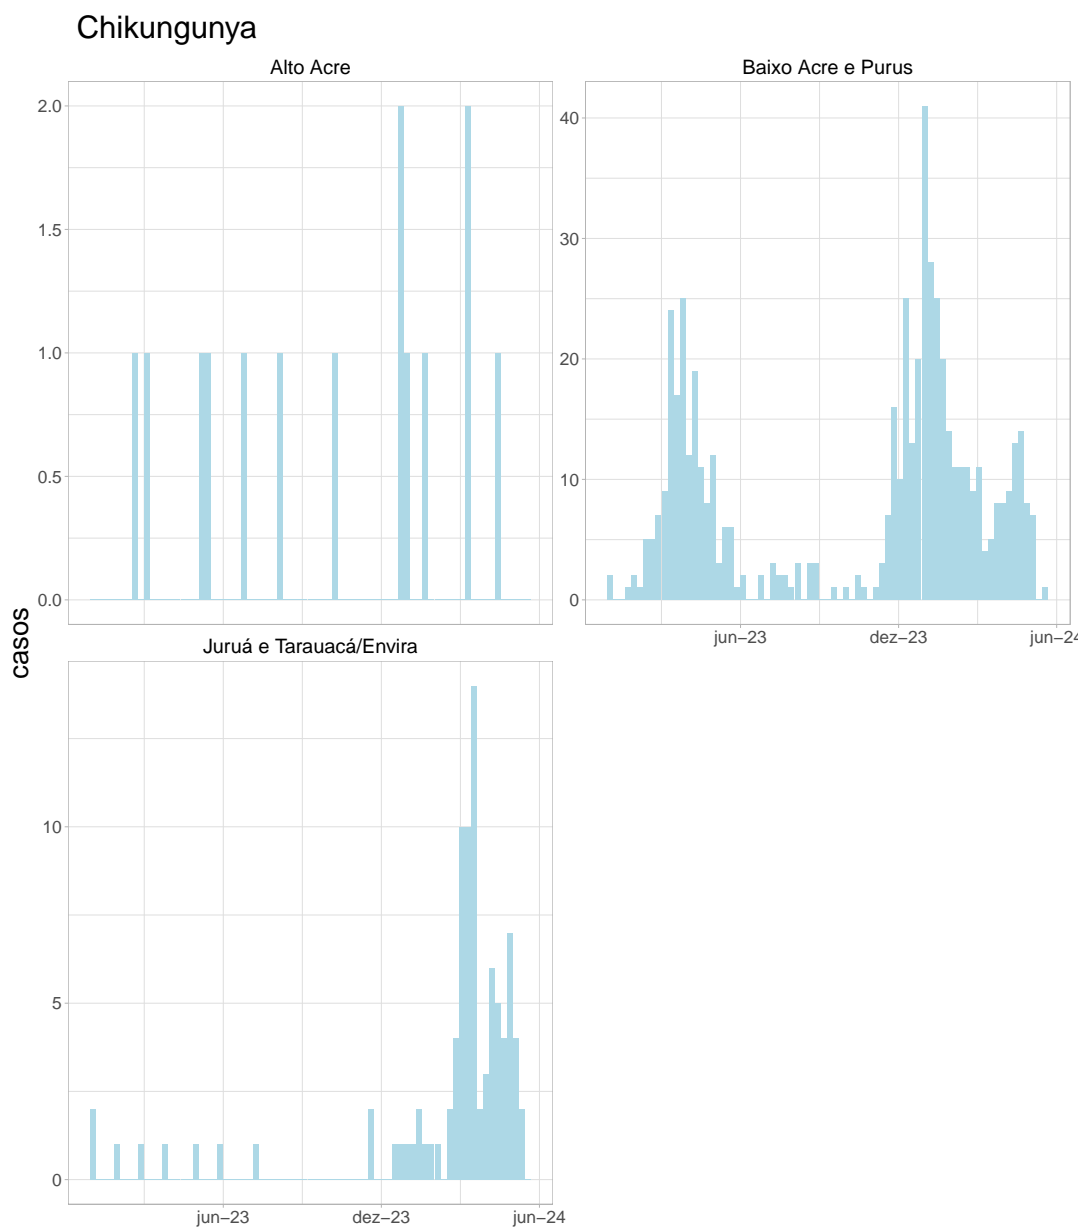 Chikungunya
Alto Acre
Baixo Acre e Purus
2.0
1.5
1.0
0.5
0.0
40
30
20
10
0
jun−23
dez−23
jun−24
casos
Juruá e Tarauacá/Envira
10
5
0
jun−23
dez−23
jun−24